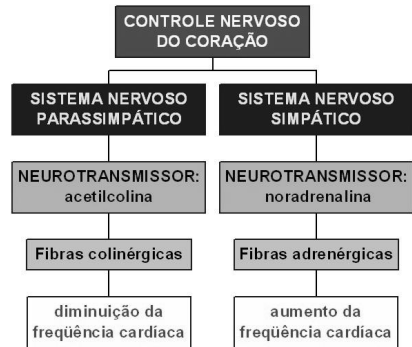 CONTROLE NERVOSO
DO CORAÇÃO
SISTEMA NERVOSO
PARASSIMPÁTICO
SISTEMA NERVOSO
SIMPÁTICO
NEUROTRANSMISSOR:
acetilcolina
NEUROTRANSMISSOR:
noradrenalina
Fibras colinérgicas
Fibras adrenérgicas
diminuição da
freqüência cardíaca
aumento da
freqüência cardíaca